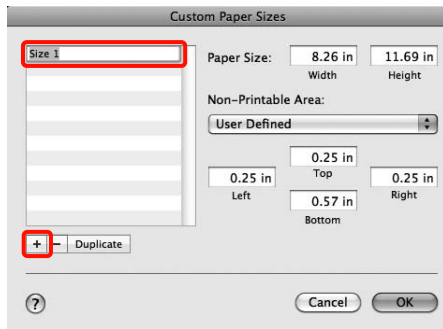 Custom Paper Sizes
Size 1
Paper Size:
8.26 in
11.69 in
Width
Height
Non-Printable Area:
User Defined
0.25 in
Top
0.25 in
Left
0.25 in
Right
0.57 in
Bottom
+ − Duplicate
? Cancel OK